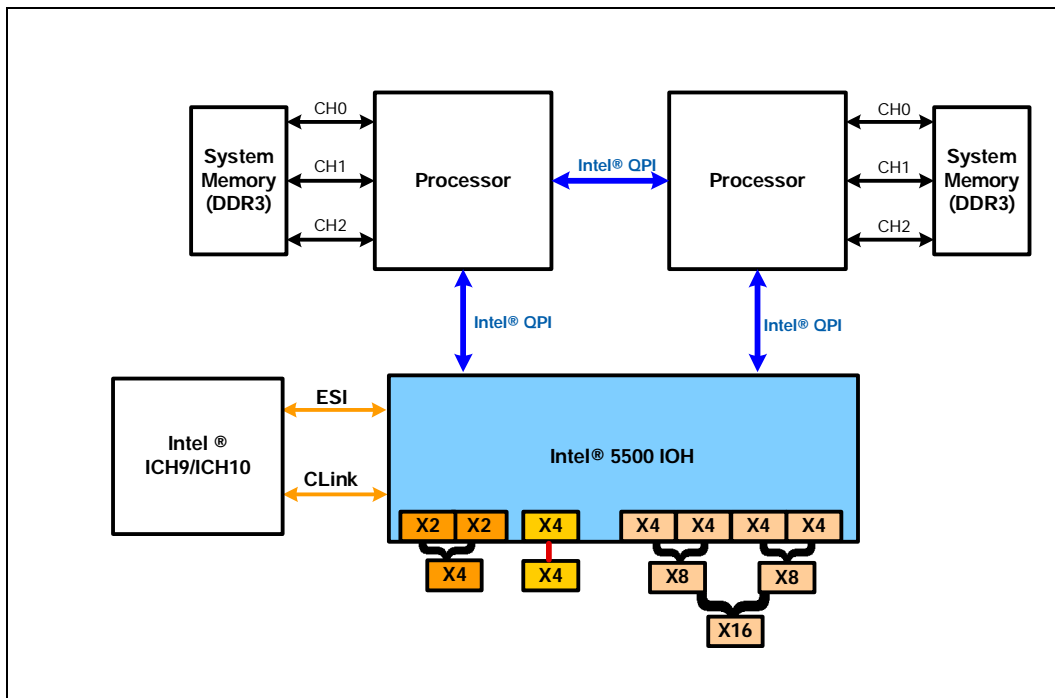 CH0
CH1
CH2
System
Memory
(DDR3)
Processor
Intel® QPI
Processor
CH0
CH1
CH2
System
Memory
(DDR3)
Intel® QPI
Intel® QPI
Intel ®
ICH9/ICH10
ESI
CLink
Intel® 5500 IOH
X2 X2 X4 X4 X4 X4 X4
X4 X4 X8 X8
X16